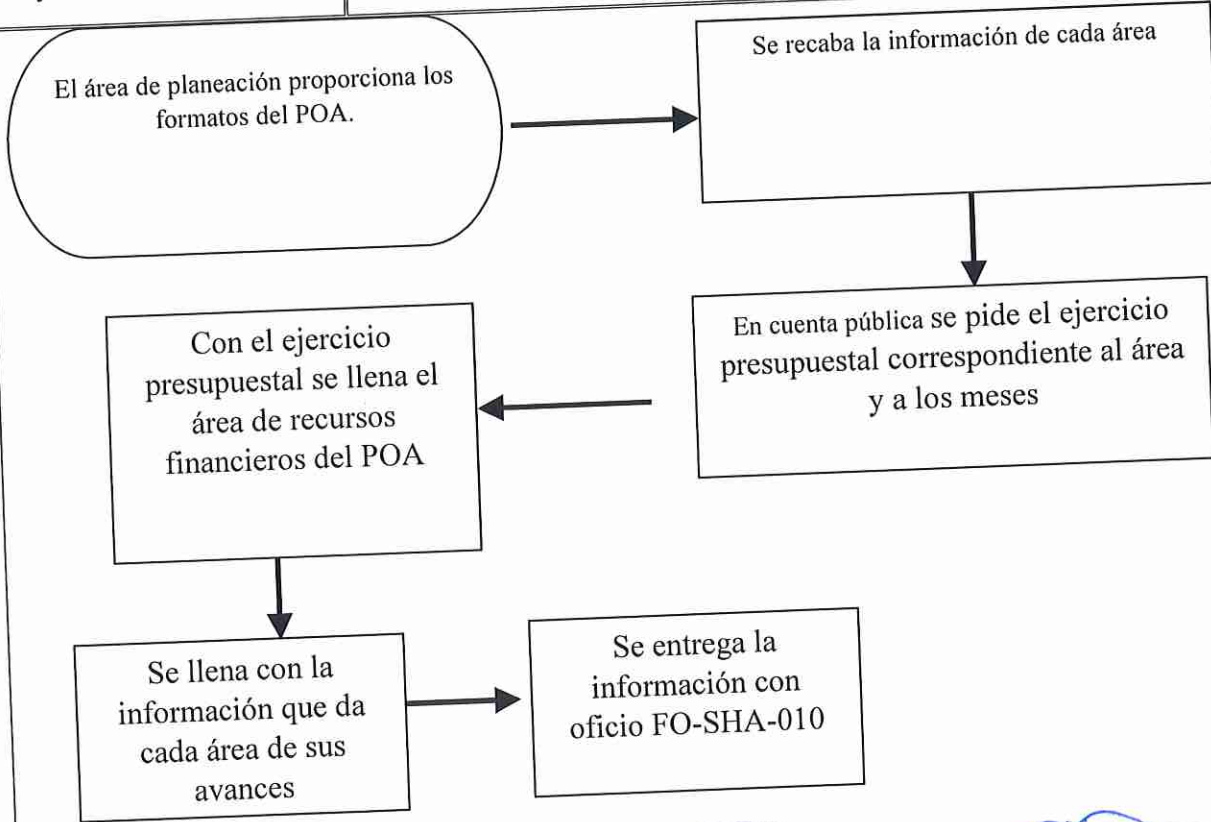 El área de planeación proporciona los
formatos del POA.
Se recaba la información de cada área
En cuenta pública se pide el ejercicio
presupuestal correspondiente al área
y a los meses
Con el ejercicio
presupuestal se llena el
área de recursos
financieros del POA
Se llena con la
información que da
cada área de sus
avances
Se entrega la
información con
oficio FO-SHA-010